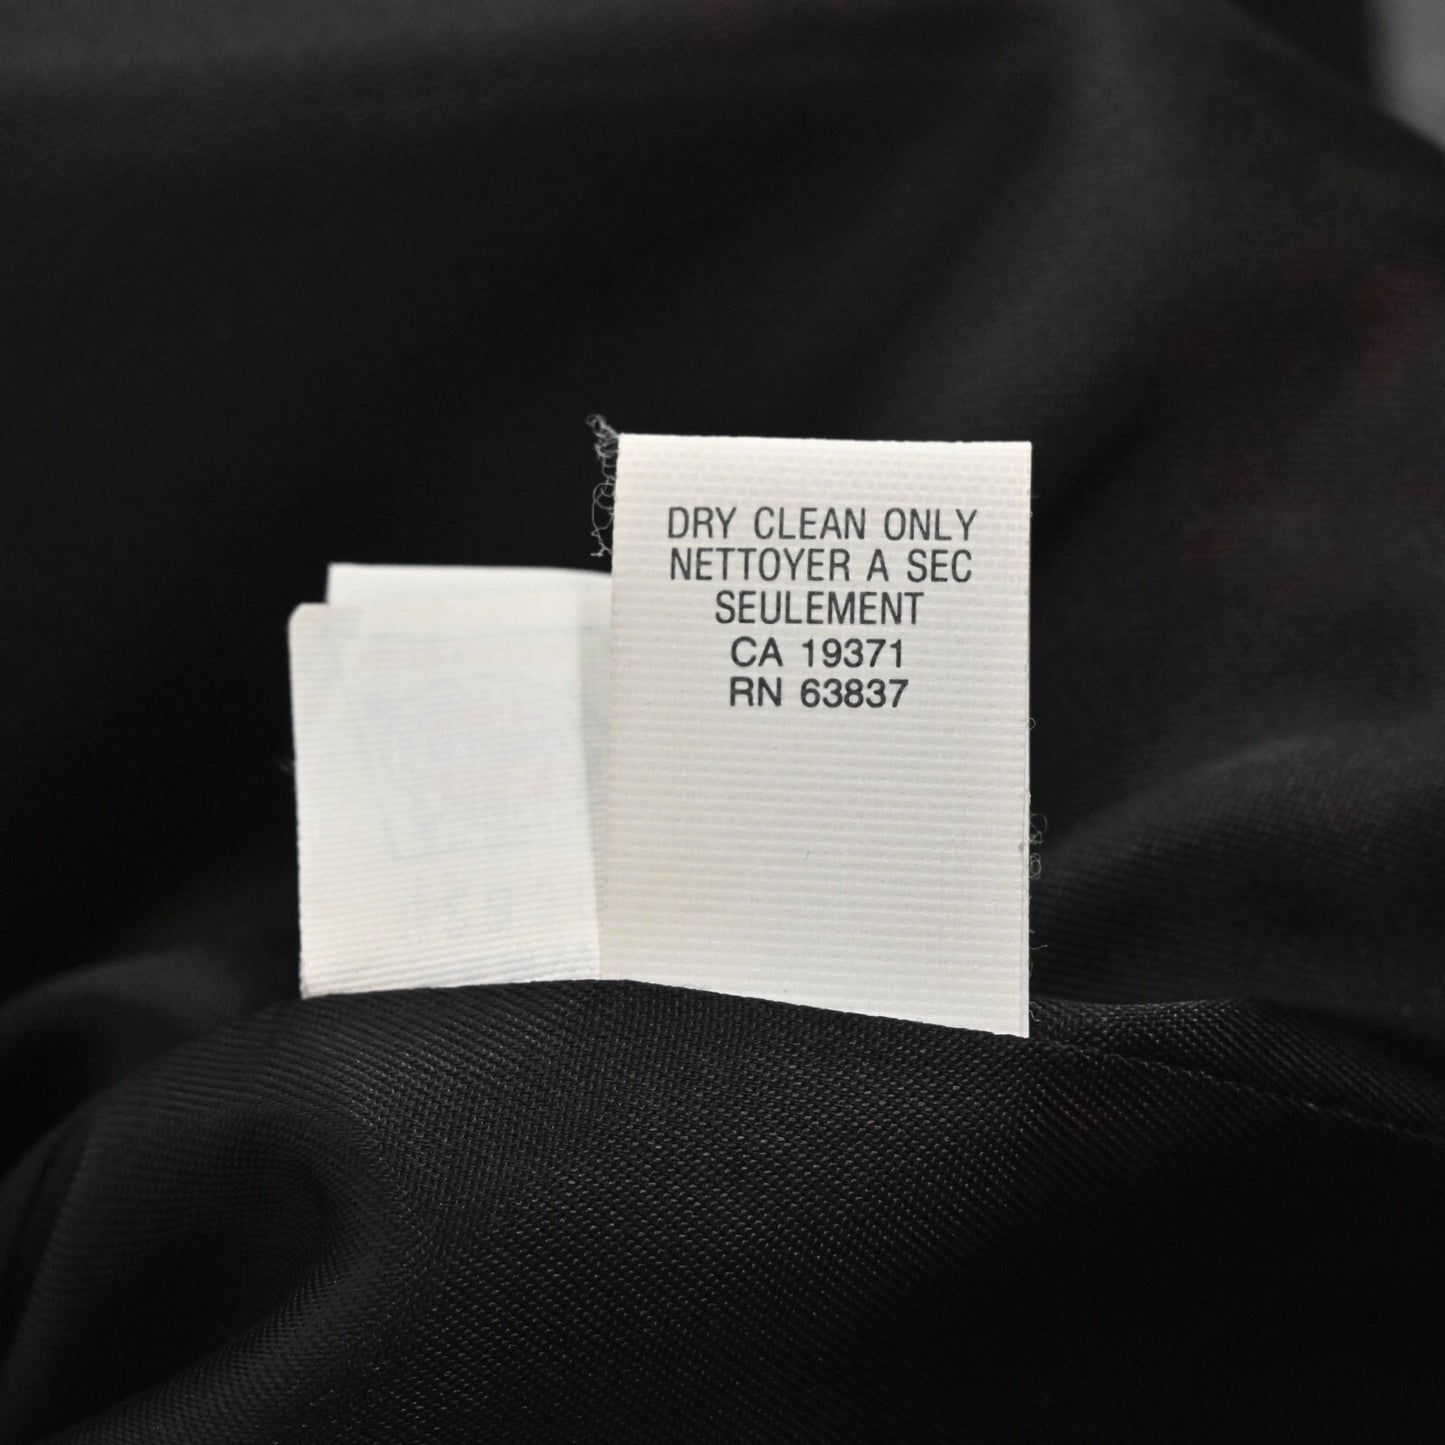 DRY CLEAN ONLY
NETTOYER A SEC
SEULEMENT
CA 19371
RN 63837